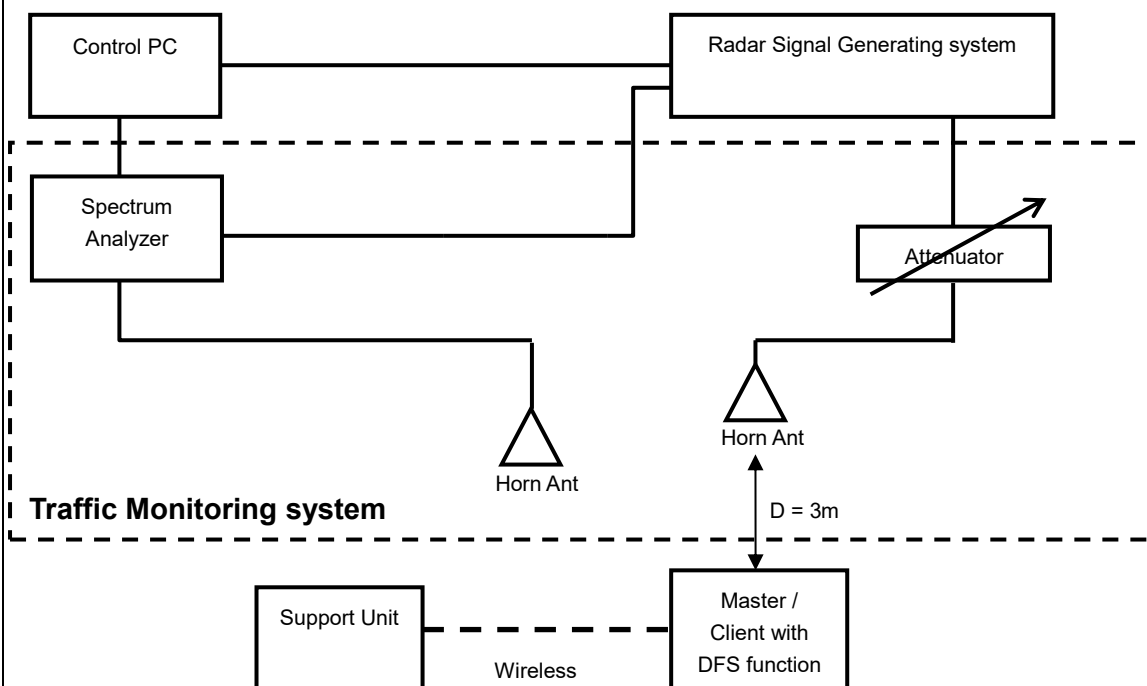 Control PC
Radar Signal Generating system
Spectrum
Analyzer
Attenuator
Horn Ant
Horn Ant
Traffic Monitoring system
D = 3m
Support Unit
Wireless
Master /
Client with
DFS function